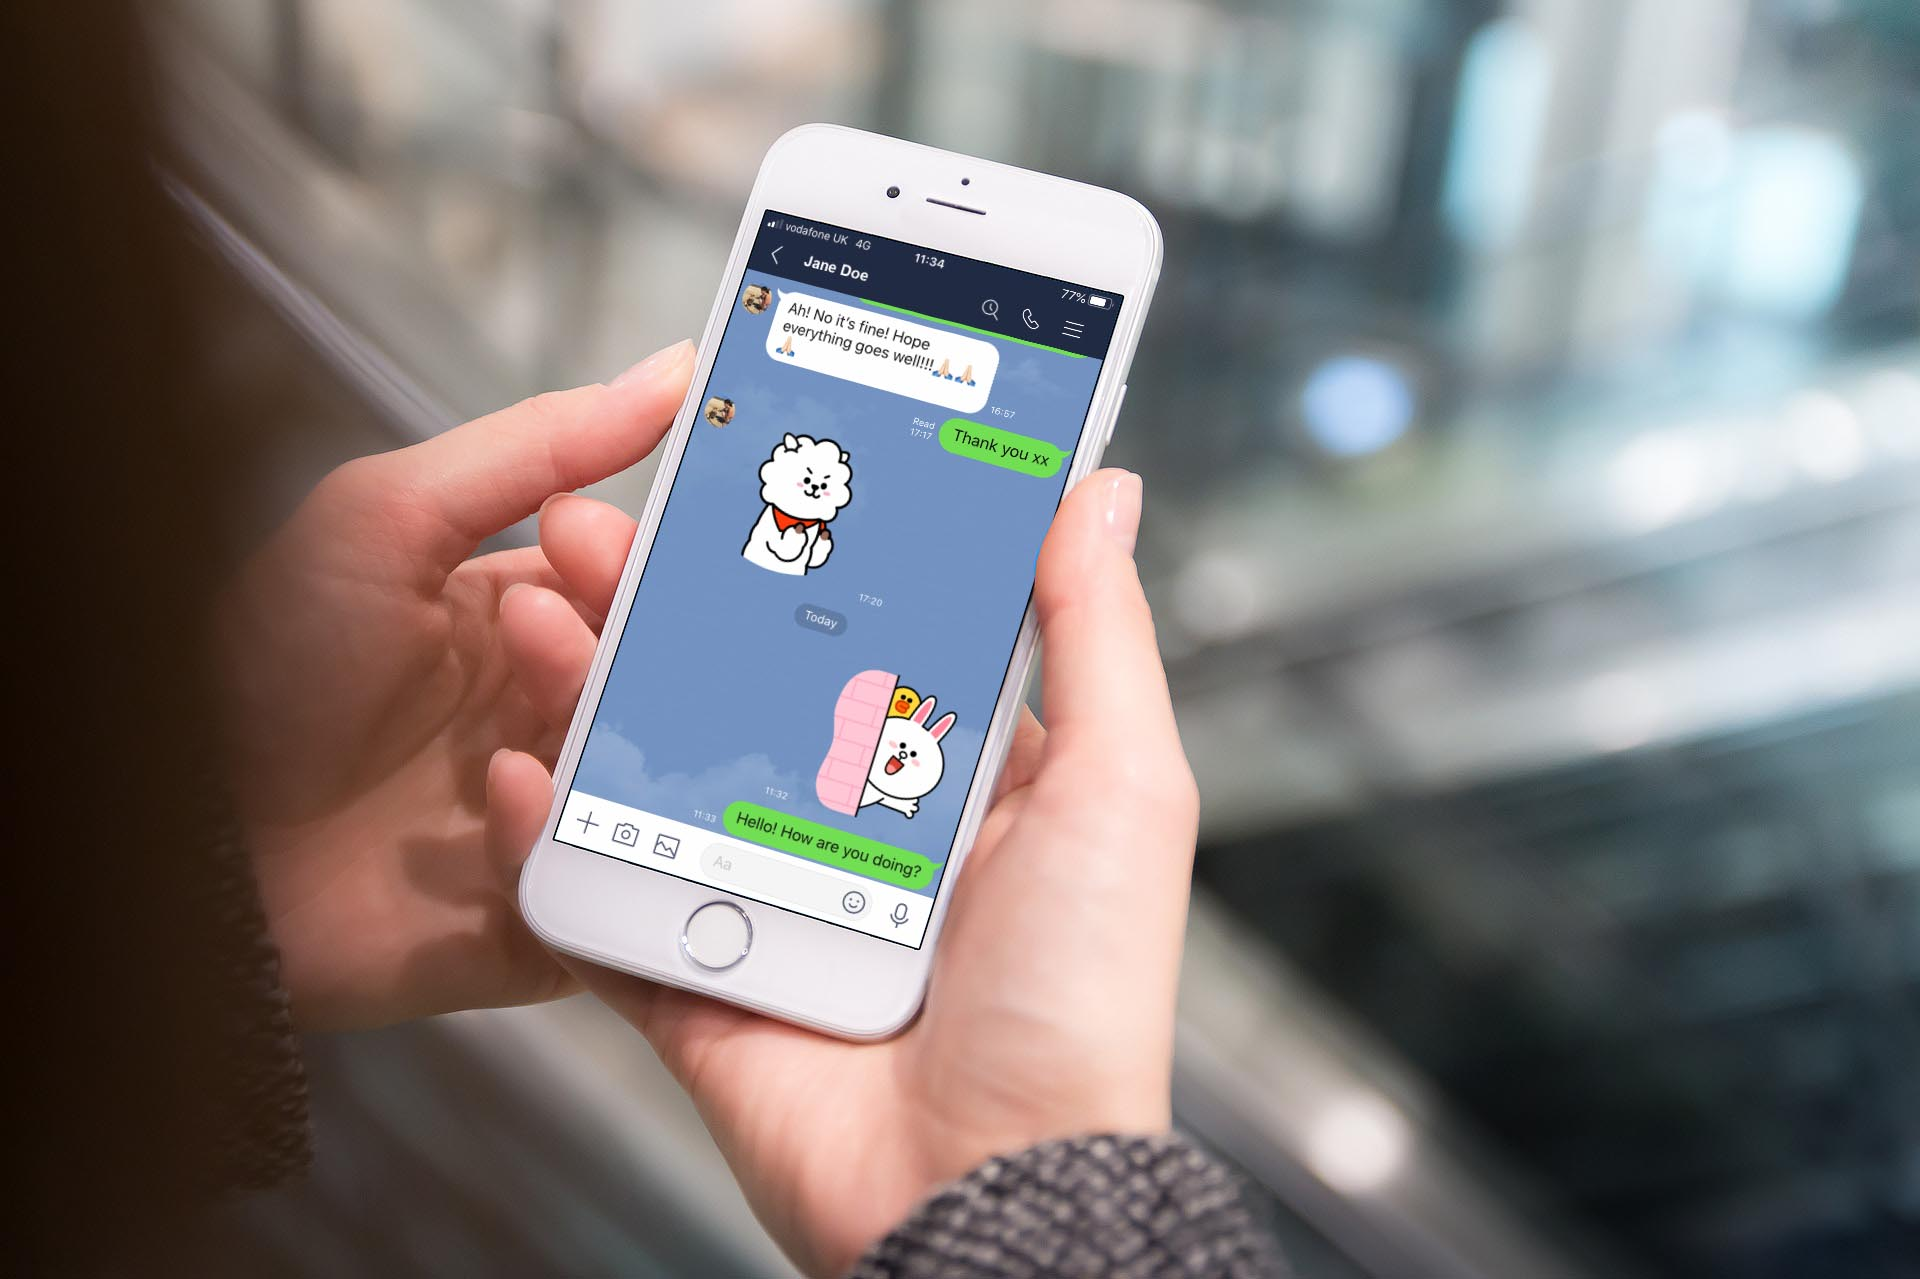 vodafone UK 4G
11:34
77%
Jane Doe
Ah! No it's fine! Hope
everything goes well!!!🙏🏻🙏🏻
🙏🏻
16:57
Read
17:17
Thank you xx
17:20
Today
11:32
11:33
Hello! How are you doing?
Aa